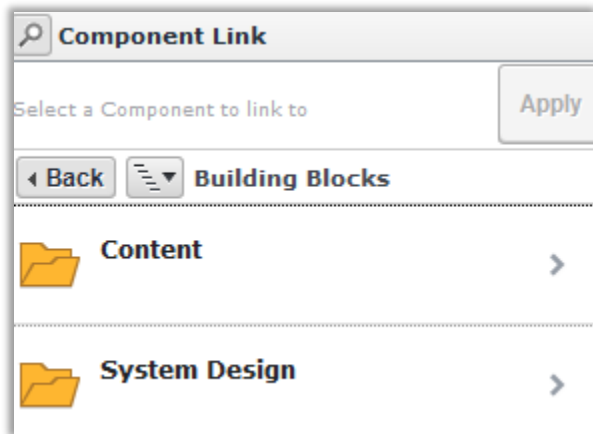 Component Link
Select a Component to link to
Apply
Back
Building Blocks
Content
System Design